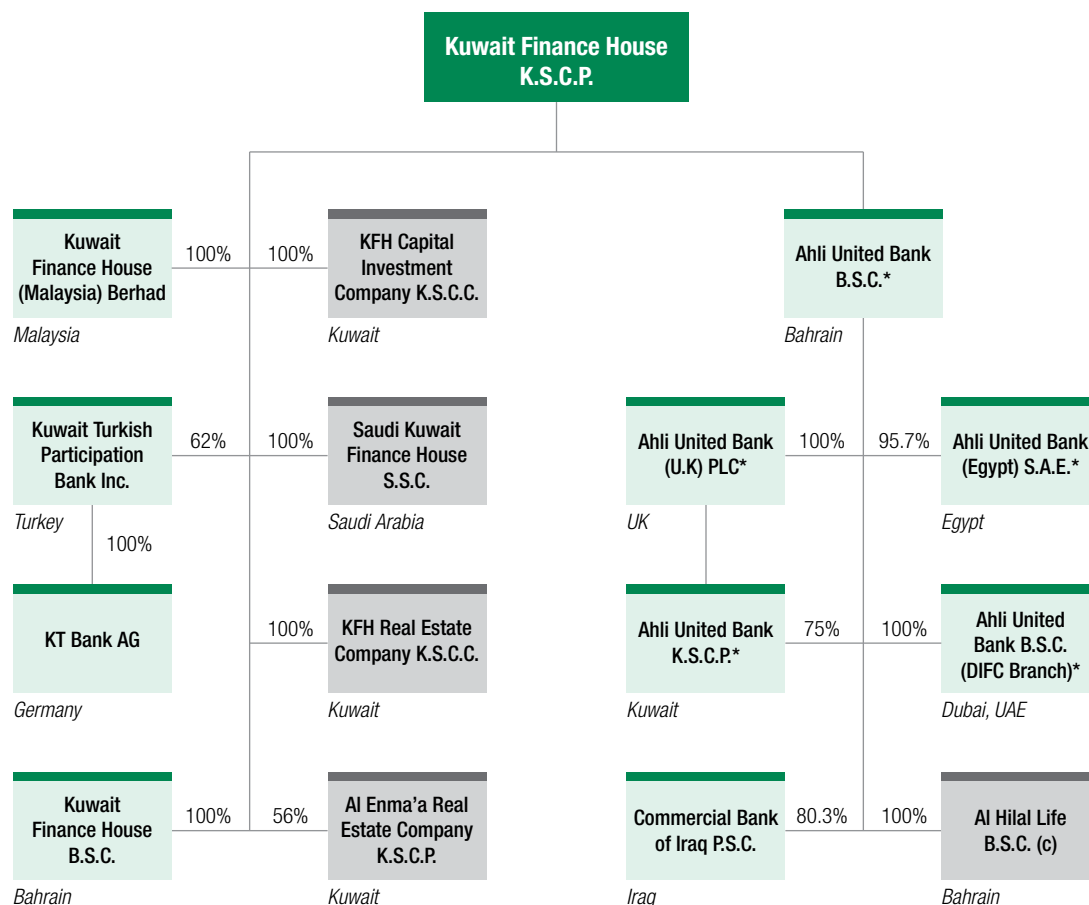 Kuwait Finance House
K.S.C.P.
Kuwait
Finance House
(Malaysia) Berhad
Malaysia
100%
100%
KFH Capital
Investment
Company K.S.C.C.
Kuwait
Ahli United Bank
B.S.C.*
Bahrain
Kuwait Turkish
Participation
Bank Inc.
Turkey
62%
100%
Saudi Kuwait
Finance House
S.S.C.
Saudi Arabia
Ahli United Bank
(U.K) PLC*
UK
100%
95.7%
Ahli United Bank
(Egypt) S.A.E.*
Egypt
100%
KT Bank AG
Germany
100%
KFH Real Estate
Company K.S.C.C.
Kuwait
Ahli United Bank
K.S.C.P.*
Kuwait
75%
100%
Ahli United
Bank B.S.C.
(DIFC Branch)*
Dubai, UAE
Kuwait
Finance House
B.S.C.
Bahrain
100%
56%
Al Enma’a Real
Estate Company
K.S.C.P.
Kuwait
Commercial Bank
of Iraq P.S.C.
Iraq
80.3%
100%
Al Hilal Life
B.S.C. (c)
Bahrain